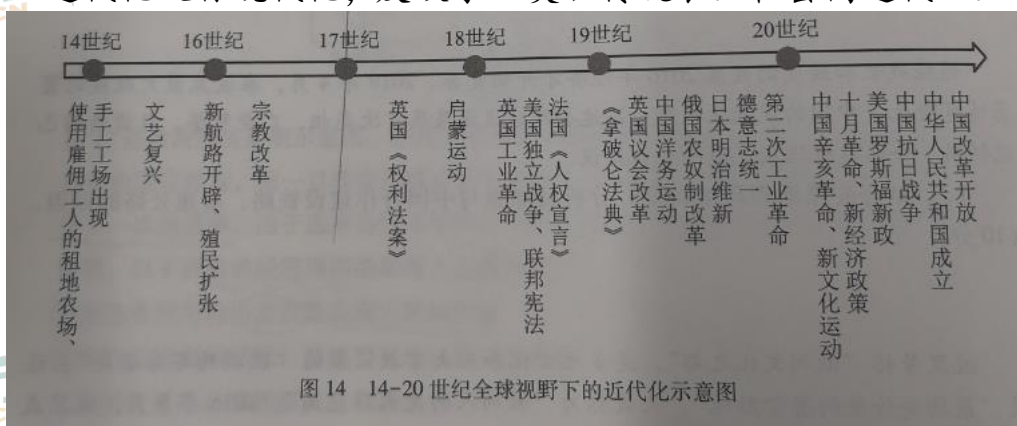 14世纪
16世纪
17世纪
18世纪
19世纪
20世纪
使用雇佣工人的租地农场、
手工工场出现
文艺复兴
新航路开辟、殖民扩张
宗教改革
英国《权利法案》
启蒙运动
英国工业革命
美国独立战争、联邦宪法
法国《人权宣言》
《拿破仑法典》
英国议会改革
中国洋务运动
俄国农奴制改革
日本明治维新
德意志统一
第二次工业革命
中国辛亥革命、新文化运动
十月革命、新经济政策
美国罗斯福新政
中国抗日战争
中华人民共和国成立
中国改革开放
图14 14-20世纪全球视野下的近代化示意图